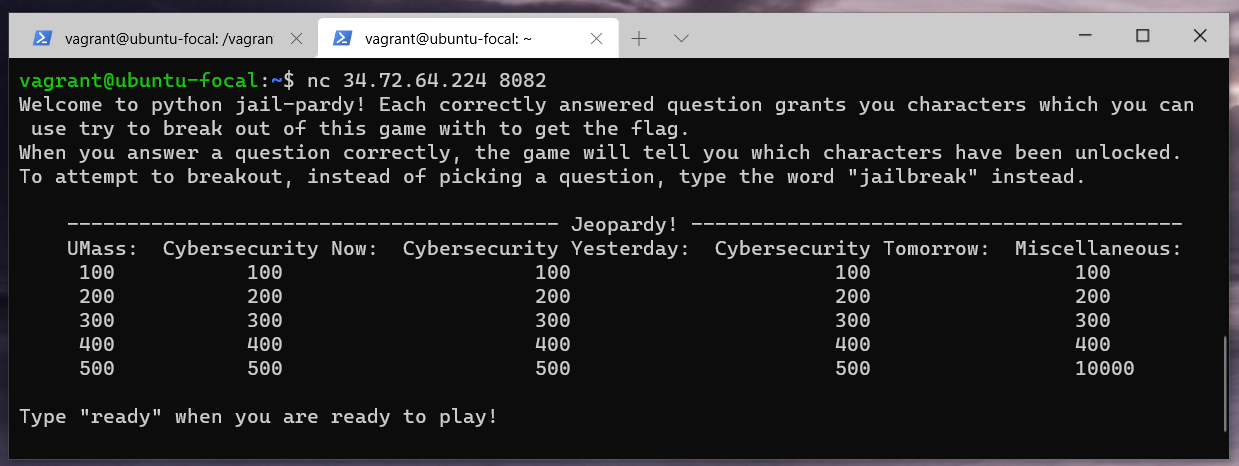 vagrant@ubuntu-focal: /vagran
vagrant@ubuntu-focal: ~
vagrant@ubuntu-focal:~$ nc 34.72.64.224 8082
Welcome to python jail-pardy! Each correctly answered question grants you characters which you can
use try to break out of this game with to get the flag.
When you answer a question correctly, the game will tell you which characters have been unlocked.
To attempt to breakout, instead of picking a question, type the word "jailbreak" instead.
----------------------------------------- Jeopardy! -----------------------------------------
UMass: Cybersecurity Now: Cybersecurity Yesterday: Cybersecurity Tomorrow: Miscellaneous:
100 100 100 100 100
200 200 200 200 200
300 300 300 300 300
400 400 400 400 400
500 500 500 500 10000
Type "ready" when you are ready to play!